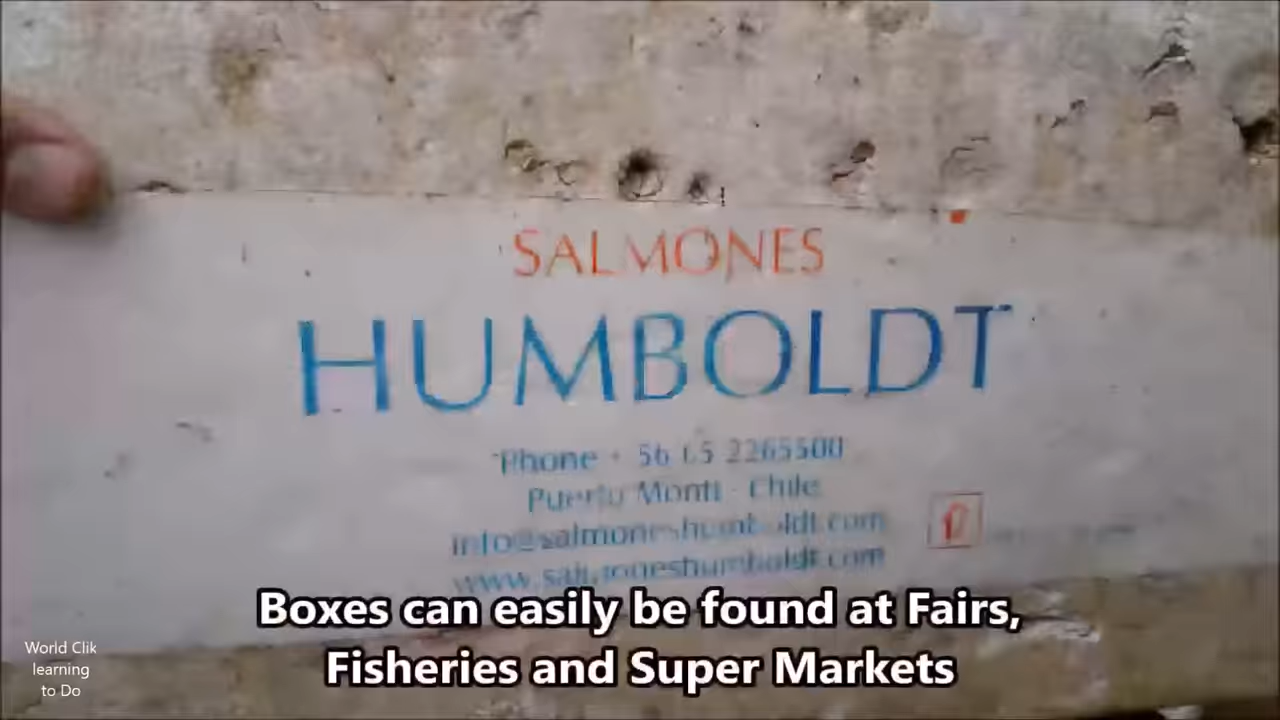 SALMONES
HUMBOLDT
Phone • 56 65 2265500
Puerto Montt - Chile
info@salmoneshumboldt.com
www.salmoneshumboldt.com
Boxes can easily be found at Fairs,
Fisheries and Super Markets
World Clik
learning
to Do